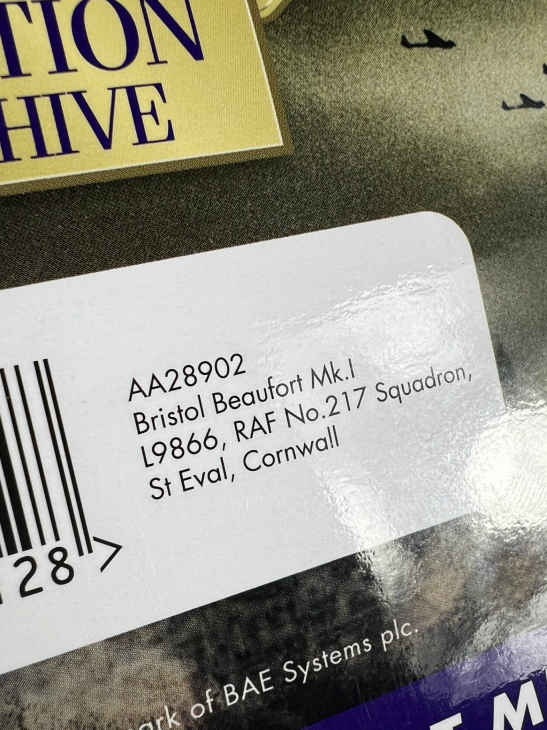 TION
HIVE
AA28902
Bristol Beaufort Mk.I
L9866, RAF No.217 Squadron,
St Eval, Cornwall
128>
ark of BAE Systems plc.
T M